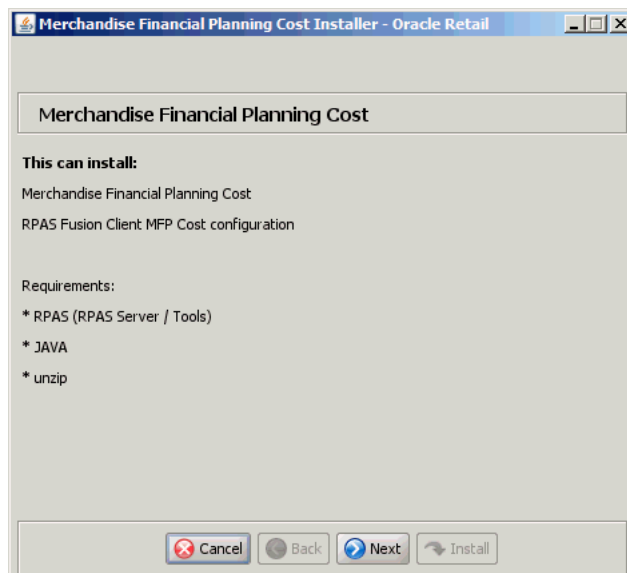 Merchandise Financial Planning Cost Installer - Oracle Retail
Merchandise Financial Planning Cost
This can install:
Merchandise Financial Planning Cost
RPAS Fusion Client MFP Cost configuration
Requirements:
* RPAS (RPAS Server / Tools)
* JAVA
* unzip
Cancel Back Next Install